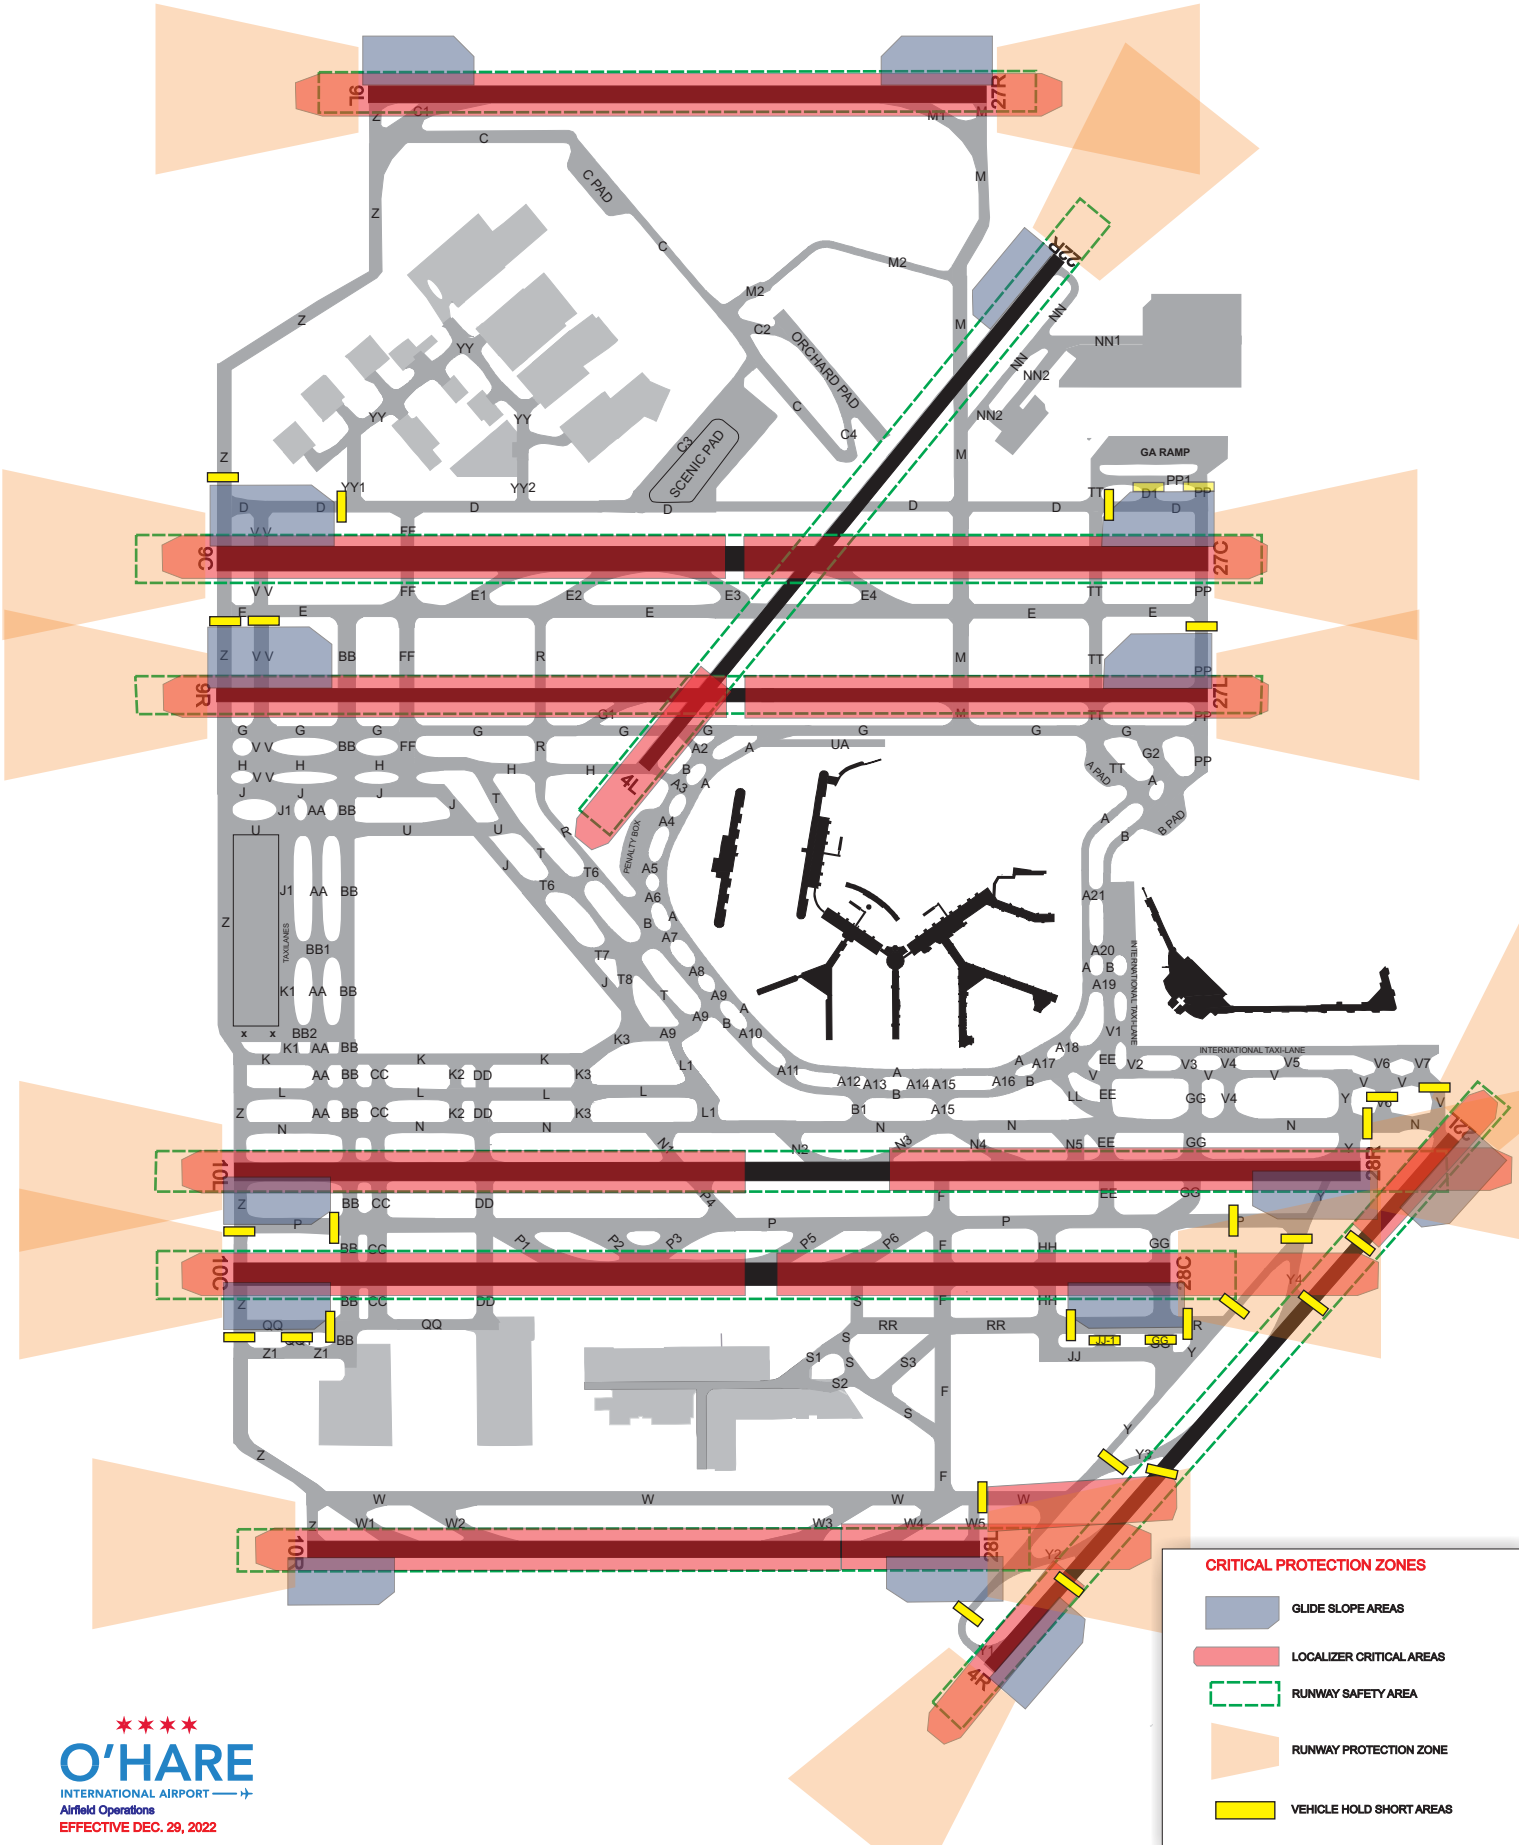 9L
27R
Z
C1
M1
M
C
C PAD
M
Z
C
22R
M2
M2
Z
M
NN
C2
ORCHARD PAD
NN1
YY
NN
NN2
C
YY
YY
NN2
C4
C3
SCENIC PAD
M
GA RAMP
Z
YY1
YY2
PP1
TT
D1
PP
D
D
D
D
D
D
D
V V
FF
9C
27C
V V
FF
E1
E2
E3
E4
TT
PP
E
E
E
E
E
Z
V V
BB
FF
R
M
TT
PP
9R
27L
G1
M
TT
PP
G
G
G
G
G
G
G
G
G
V V
BB
FF
R
A2
A
UA
G2
H
H
H
H
H
B
A PAD
TT
PP
V V
4L
A3
A
A
J
J
J
J
T
J1
AA
BB
A4
A
B PAD
U
U
U
R
PENALTY BOX
B
T
J
A5
T6
T6
J1
AA
BB
A6
A21
Z
B
A
TAXILANES
BB1
A7
A20
INTERNATIONAL TAXI-LANE
T7
A8
A
B
J
T8
K1
AA
BB
T
A9
A19
A
x
x
BB2
A9
A9
B
A10
V1
K3
K1
AA
BB
A18
INTERNATIONAL TAXI-LANE
K
K
K
L1
A11
A
A17
EE
V2
V3
V4
V5
V6
V7
AA
BB
CC
K2
DD
K3
A12
A13
A
A14
A15
A16
B
V
V
V
V
V
L
L
L
L
B
LL
EE
GG
V4
Y
V6
V
Z
AA
BB
CC
K2
DD
K3
L1
B1
A15
N
N
N
N
N
N
N
N1
N2
N3
N4
N5
EE
GG
Y
22L
10L
28R
Z
BB
CC
DD
P4
F
EE
GG
Y
P
P
P
P
BB
CC
P1
P2
P3
P5
P6
F
HH
GG
10C
28C
Y4
Z
BB
CC
DD
S
F
HH
QQ
QQ
RR
RR
R
QQ1
BB
S
JJ-1
GG
Z1
Z1
S1
S
S3
JJ
Y
S2
F
S
Y
Z
Y3
F
W
W
W
W
Z
W1
W2
W3
W4
W5
10R
28L
Y2
Y1
4R
CRITICAL PROTECTION ZONES
GLIDE SLOPE AREAS
LOCALIZER CRITICAL AREAS
RUNWAY SAFETY AREA
RUNWAY PROTECTION ZONE
VEHICLE HOLD SHORT AREAS
O'HARE
INTERNATIONAL AIRPORT
Airfield Operations
EFFECTIVE DEC. 29, 2022